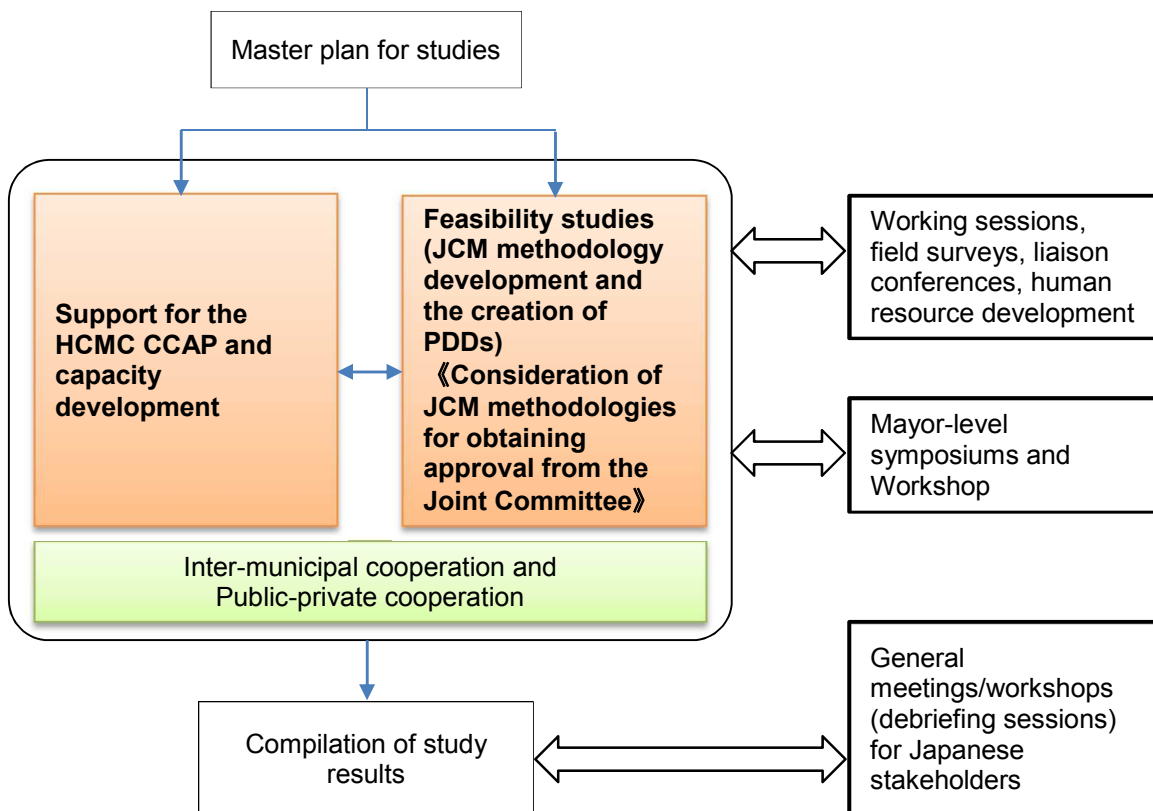 Master plan for studies
Support for the
HCMC CCAP and
capacity
development
Feasibility studies
(JCM methodology
development and
the creation of
PDDs)
《Consideration of
JCM methodologies
for obtaining
approval from the
Joint Committee》
Inter-municipal cooperation and
Public-private cooperation
Compilation of study
results
Working sessions,
field surveys, liaison
conferences, human
resource development
Mayor-level
symposiums and
Workshop
General
meetings/workshops
(debriefing sessions)
for Japanese
stakeholders